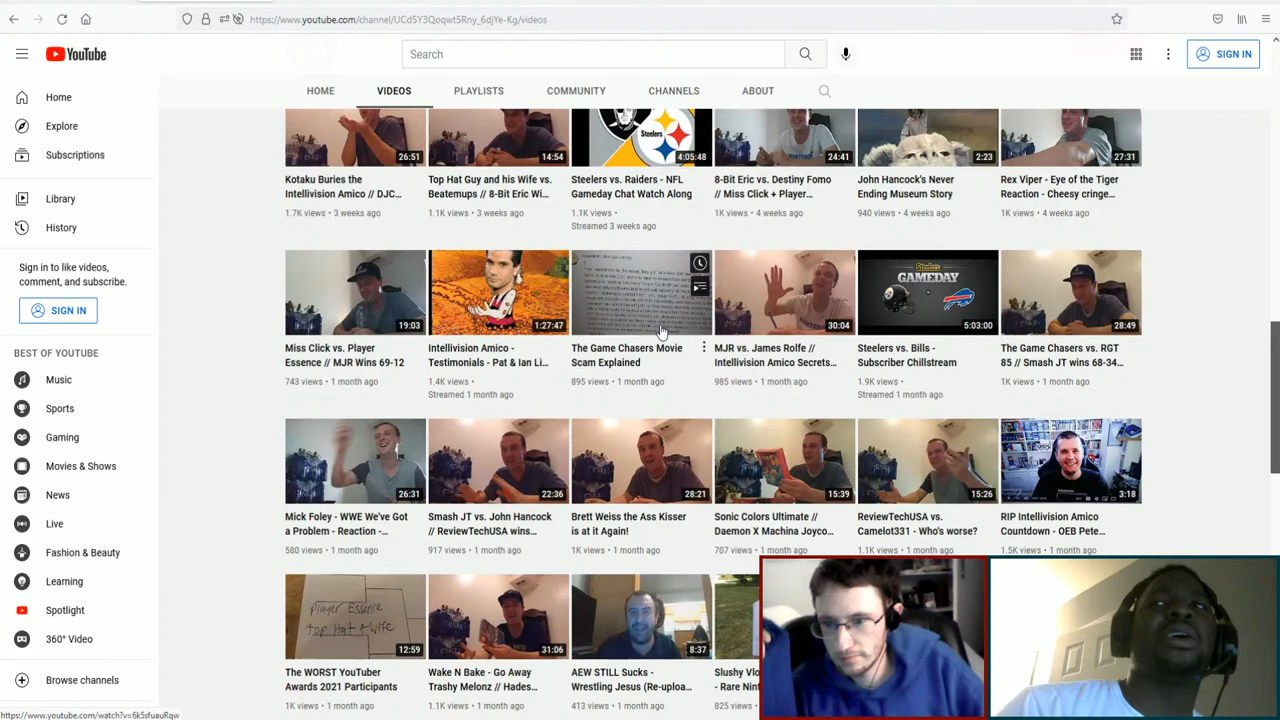 https://www.youtube.com/channel/UCd5Y3Qoqwt5Rny_6djYe-Kg/videos
YouTube
Search
SIGN IN
HOME
VIDEOS
PLAYLISTS
COMMUNITY
CHANNELS
ABOUT
Home
Explore
Subscriptions
Library
History
Sign in to like videos,
comment, and subscribe.
SIGN IN
BEST OF YOUTUBE
Music
Sports
Gaming
Movies & Shows
News
Live
Fashion & Beauty
Learning
Spotlight
360° Video
Browse channels
26:51
Kotaku Buries the
Intellivision Amico // DJC...
1.7K views • 3 weeks ago
14:54
Top Hat Guy and his Wife vs.
Beatemups // 8-Bit Eric Wi...
1.1K views • 3 weeks ago
Steelers
4:05:48
Steelers vs. Raiders - NFL
Gameday Chat Watch Along
1.1K views •
Streamed 3 weeks ago
24:41
8-Bit Eric vs. Destiny Fomo
// Miss Click + Player...
1K views • 4 weeks ago
2:23
John Hancock's Never
Ending Museum Story
940 views • 4 weeks ago
27:31
Rex Viper - Eye of the Tiger
Reaction - Cheesy cringe...
1K views • 4 weeks ago
19:03
Miss Click vs. Player
Essence // MJR Wins 69-12
743 views • 1 month ago
1:27:47
Intellivision Amico -
Testimonials - Pat & Ian Li...
1.4K views •
Streamed 1 month ago
The Game Chasers Movie
Scam Explained
895 views • 1 month ago
30:04
MJR vs. James Rolfe //
Intellivision Amico Secrets...
985 views • 1 month ago
Steelers
GAMEDAY
5:03:00
Steelers vs. Bills -
Subscriber Chillstream
1.9K views •
Streamed 1 month ago
28:49
The Game Chasers vs. RGT
85 // Smash JT wins 68-34...
1K views • 1 month ago
26:31
Mick Foley - WWE We've Got
a Problem - Reaction -...
580 views • 1 month ago
22:36
Smash JT vs. John Hancock
// ReviewTechUSA wins...
917 views • 1 month ago
28:21
Brett Weiss the Ass Kisser
is at it Again!
1K views • 1 month ago
15:39
Sonic Colors Ultimate //
Daemon X Machina Joyco...
707 views • 1 month ago
15:26
ReviewTechUSA vs.
Camelot331 - Who's worse?
1.1K views • 1 month ago
3:18
RIP Intellivision Amico
Countdown - OEB Pete...
1.5K views • 1 month ago
Player Essence
top Hat + Wife
12:59
The WORST YouTuber
Awards 2021 Participants
1K views • 1 month ago
31:06
Wake N Bake - Go Away
Trashy Melonz // Hades...
825 views • 1 month ago
8:37
AEW STILL Sucks -
Wrestling Jesus (Re-uploa...
413 views • 1 month ago
Slushy Vlo
- Rare Nint
825 views
https://www.youtube.com/watch?v=6k5sfuauRqw